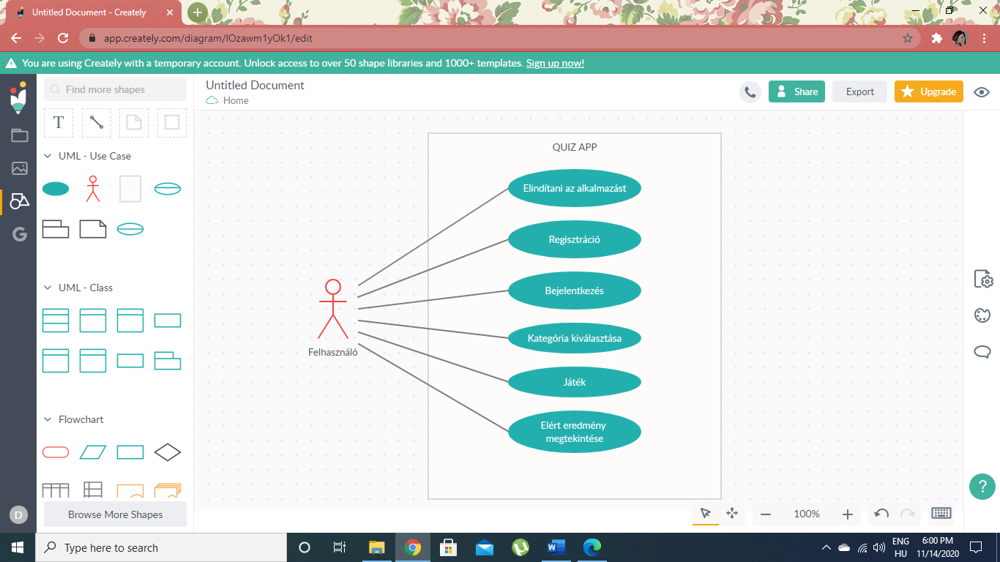 Untitled Document - Creately
app.creately.com/diagram/lOzawm1yOk1/edit
You are using Creately with a temporary account. Unlock access to over 50 shape libraries and 1000+ templates. Sign up now!
Find more shapes
Untitled Document
Home
Share
Export
Upgrade
T
UML - Use Case
UML - Class
Flowchart
Browse More Shapes
D
G
QUIZ APP
Elindítani az alkalmazást
Regisztráció
Bejelentkezés
Kategória kiválasztása
Játék
Elért eredmény
megtekintése
Felhasználó
100%
?
Type here to search
W
ENG
HU
6:00 PM
11/14/2020